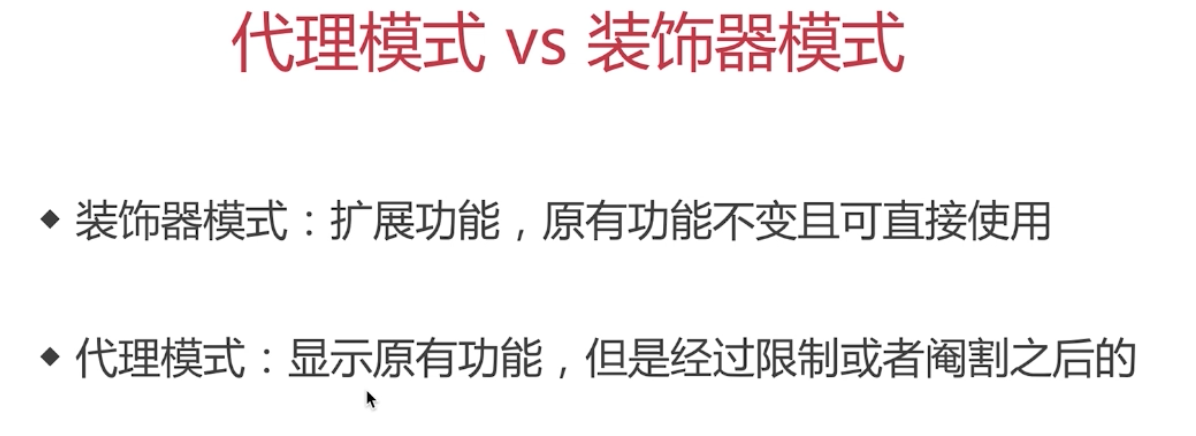 代理模式 vs 装饰器模式
◆ 装饰器模式：扩展功能，原有功能不变且可直接使用
◆ 代理模式：显示原有功能，但是经过限制或者阉割之后的